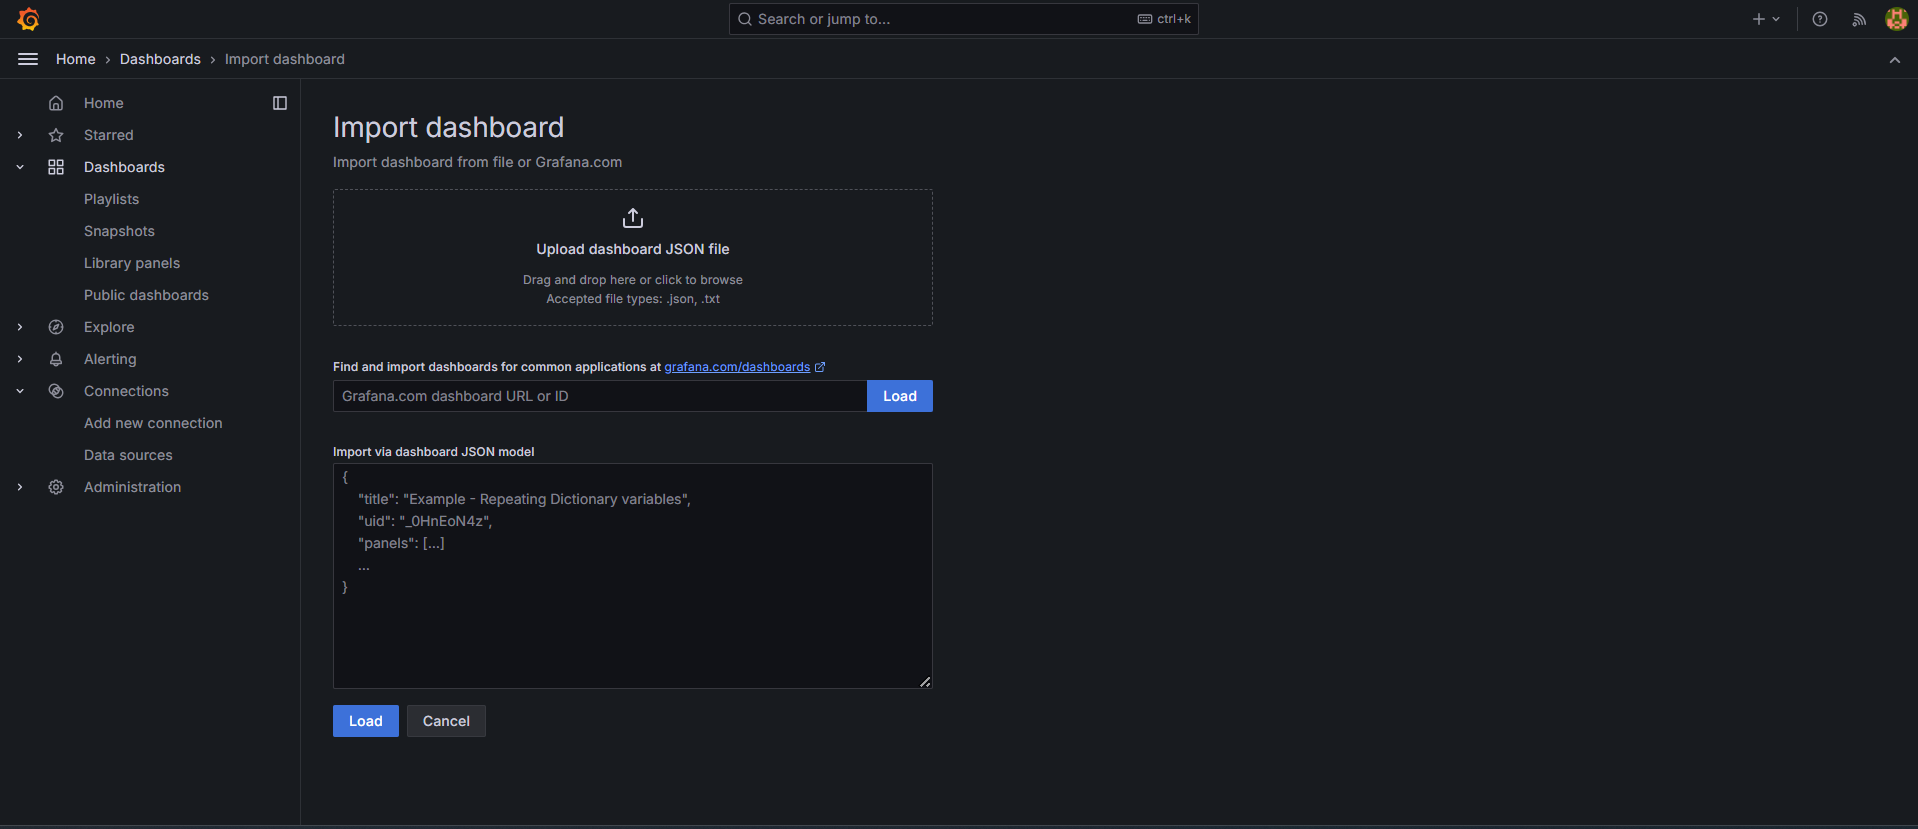 Search or jump to...
ctrl+k
Home › Dashboards › Import dashboard
Home
Starred
Dashboards
Playlists
Snapshots
Library panels
Public dashboards
Explore
Alerting
Connections
Add new connection
Data sources
Administration
Import dashboard
Import dashboard from file or Grafana.com
Upload dashboard JSON file
Drag and drop here or click to browse
Accepted file types: .json, .txt
Find and import dashboards for common applications at grafana.com/dashboards
Grafana.com dashboard URL or ID
Load
Import via dashboard JSON model
{
"title": "Example - Repeating Dictionary variables",
"uid": "_0HnEoN4z",
"panels": [...]
...
}
Load
Cancel